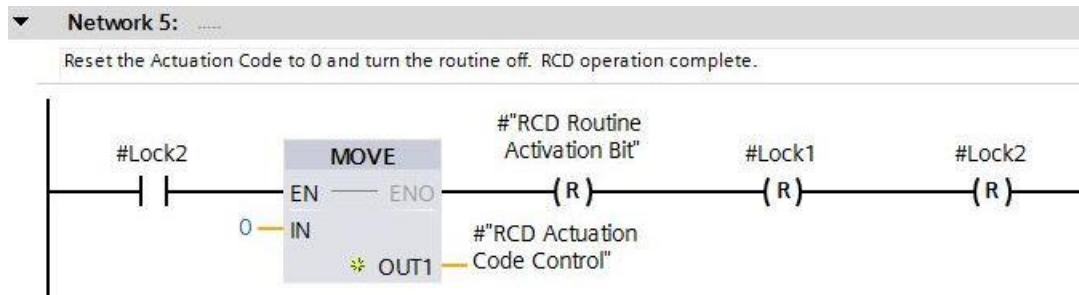 Network 5: .....
Reset the Actuation Code to 0 and turn the routine off. RCD operation complete.
#"RCD Routine
Activation Bit"
#Lock2
MOVE
#Lock1
#Lock2
EN
ENO
( R )
( R )
( R )
0
IN
#"RCD Actuation
Code Control"
OUT1